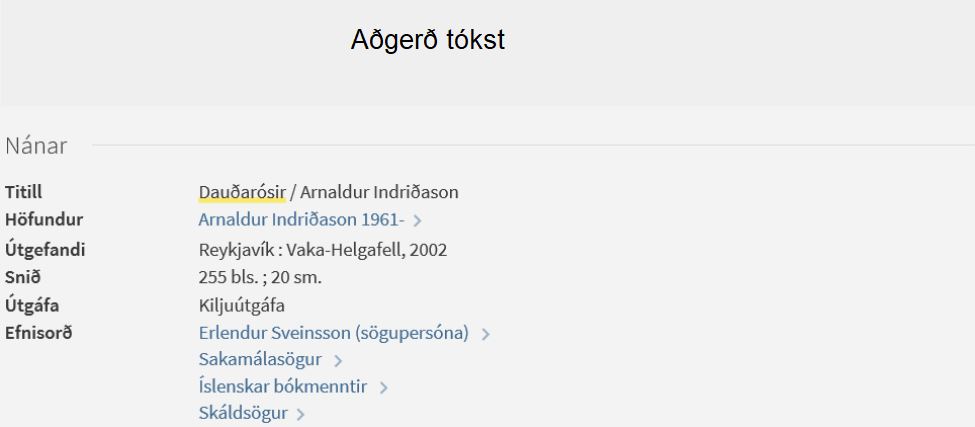 Aðgerð tókst
Nánar
Titill Dauðarósir / Arnaldur Indriðason
Höfundur Arnaldur Indriðason 1961-
Útgefandi Reykjavík : Vaka-Helgafell, 2002
Snið 255 bls. ; 20 sm.
Útgáfa Kiljuútgáfa
Efnisorð Erlendur Sveinsson (sögupersóna)
Sakamálasögur
Íslenskar bókmenntir
Skáldsögur